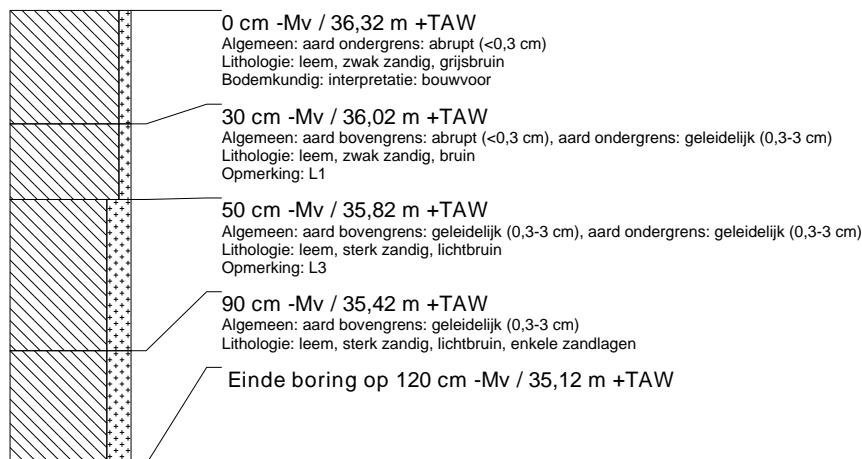 0 cm -Mv / 36,32 m +TAW
Algemeen: aard ondergrens: abrupt (<0,3 cm)
Lithologie: leem, zwak zandig, grijsbruin
Bodemkundig: interpretatie: bouwvoor
30 cm -Mv / 36,02 m +TAW
Algemeen: aard bovengrens: abrupt (<0,3 cm), aard ondergrens: geleidelijk (0,3-3 cm)
Lithologie: leem, zwak zandig, bruin
Opmerking: L1
50 cm -Mv / 35,82 m +TAW
Algemeen: aard bovengrens: geleidelijk (0,3-3 cm), aard ondergrens: geleidelijk (0,3-3 cm)
Lithologie: leem, sterk zandig, lichtbruin
Opmerking: L3
90 cm -Mv / 35,42 m +TAW
Algemeen: aard bovengrens: geleidelijk (0,3-3 cm)
Lithologie: leem, sterk zandig, lichtbruin, enkele zandlagen
Einde boring op 120 cm -Mv / 35,12 m +TAW